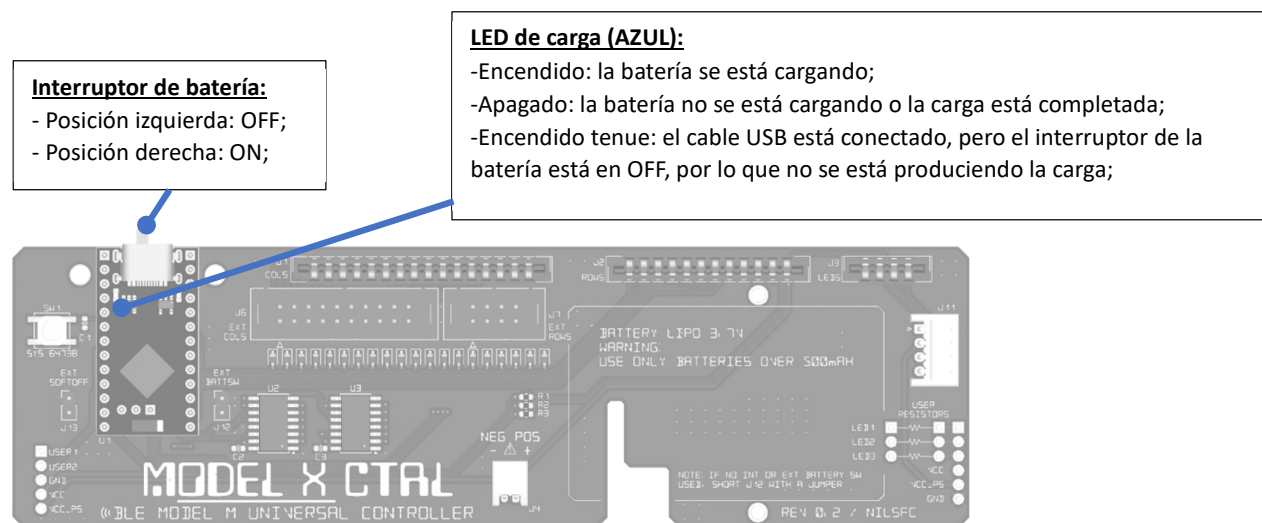 LED de carga (AZUL):
-Encendido: la batería se está cargando;
-Apagado: la batería no se está cargando o la carga está completada;
-Encendido tenue: el cable USB está conectado, pero el interruptor de la
batería está en OFF, por lo que no se está produciendo la carga;
Interruptor de batería:
- Posición izquierda: OFF;
- Posición derecha: ON;
J1
COLS
J2
ROWS
J3
LEDS
SW1
C1
SYS 64738
J6
EXT
COLS
J7
EXT
ROWS
J11
BATTERY LIPO 3.7V
WARNING:
USE ONLY BATTERIES OVER 500mAH
EXT
SOFTOFF
J13
EXT
BATTSW
J12
U1
U2
U3
C2
C3
R1
R2
R3
NEG POS
- +
J4
USER
RESISTORS
LED1
LED2
LED3
VCC
VCC_PS
GND
USER1
USER2
GND
VCC
VCC_PS
MODEL X CTRL
BLE MODEL M UNIVERSAL CONTROLLER
NOTE: IF NO INT OR EXT BATTERY SW
USED, SHORT J12 WITH A JUMPER
REV 0.2 / NILSFC